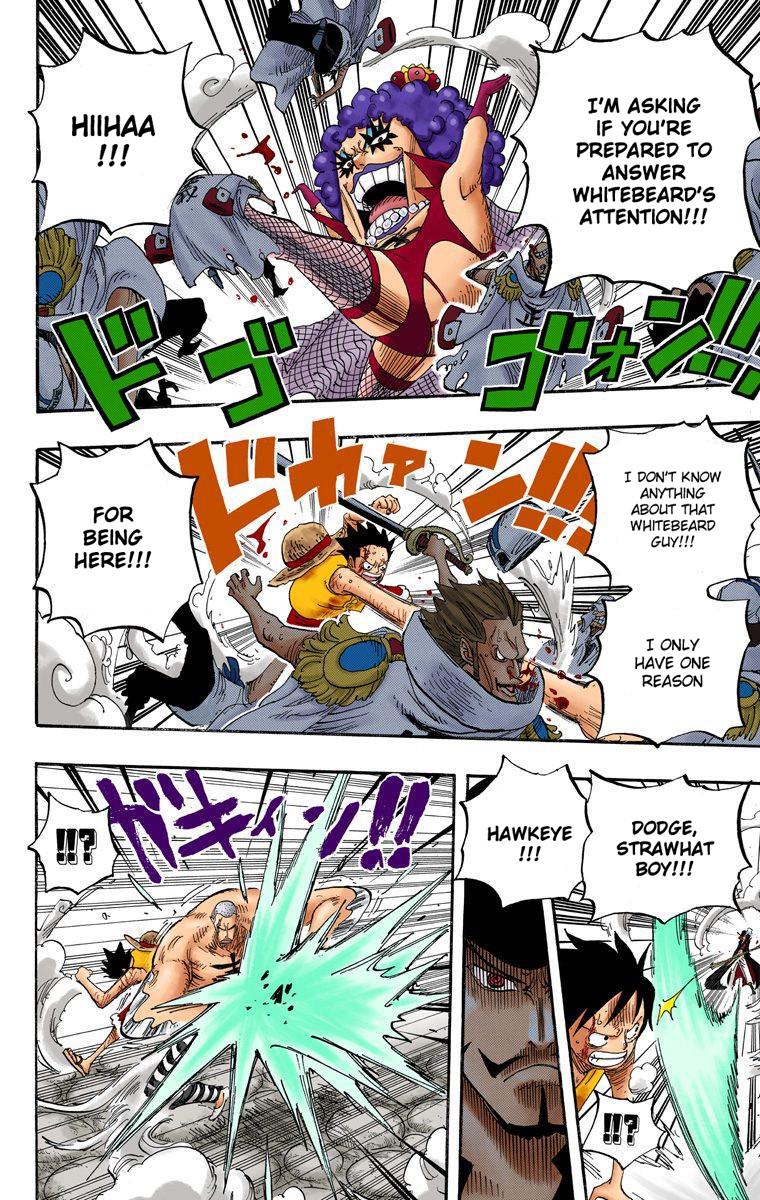 I'M ASKING
IF YOU'RE
PREPARED TO
ANSWER
WHITEBEARD'S
ATTENTION!!!
HIIHAA
!!!
ドゴゴォン!!!
I DON'T KNOW
ANYTHING
ABOUT THAT
WHITEBEARD
GUY!!!
I ONLY
HAVE ONE
REASON
ドカァン!!!
FOR
BEING
HERE!!!
DODGE,
STRAWHAT
BOY!!!
!!?
HAWKEYE
!!!
ガキィィン!!
!!?